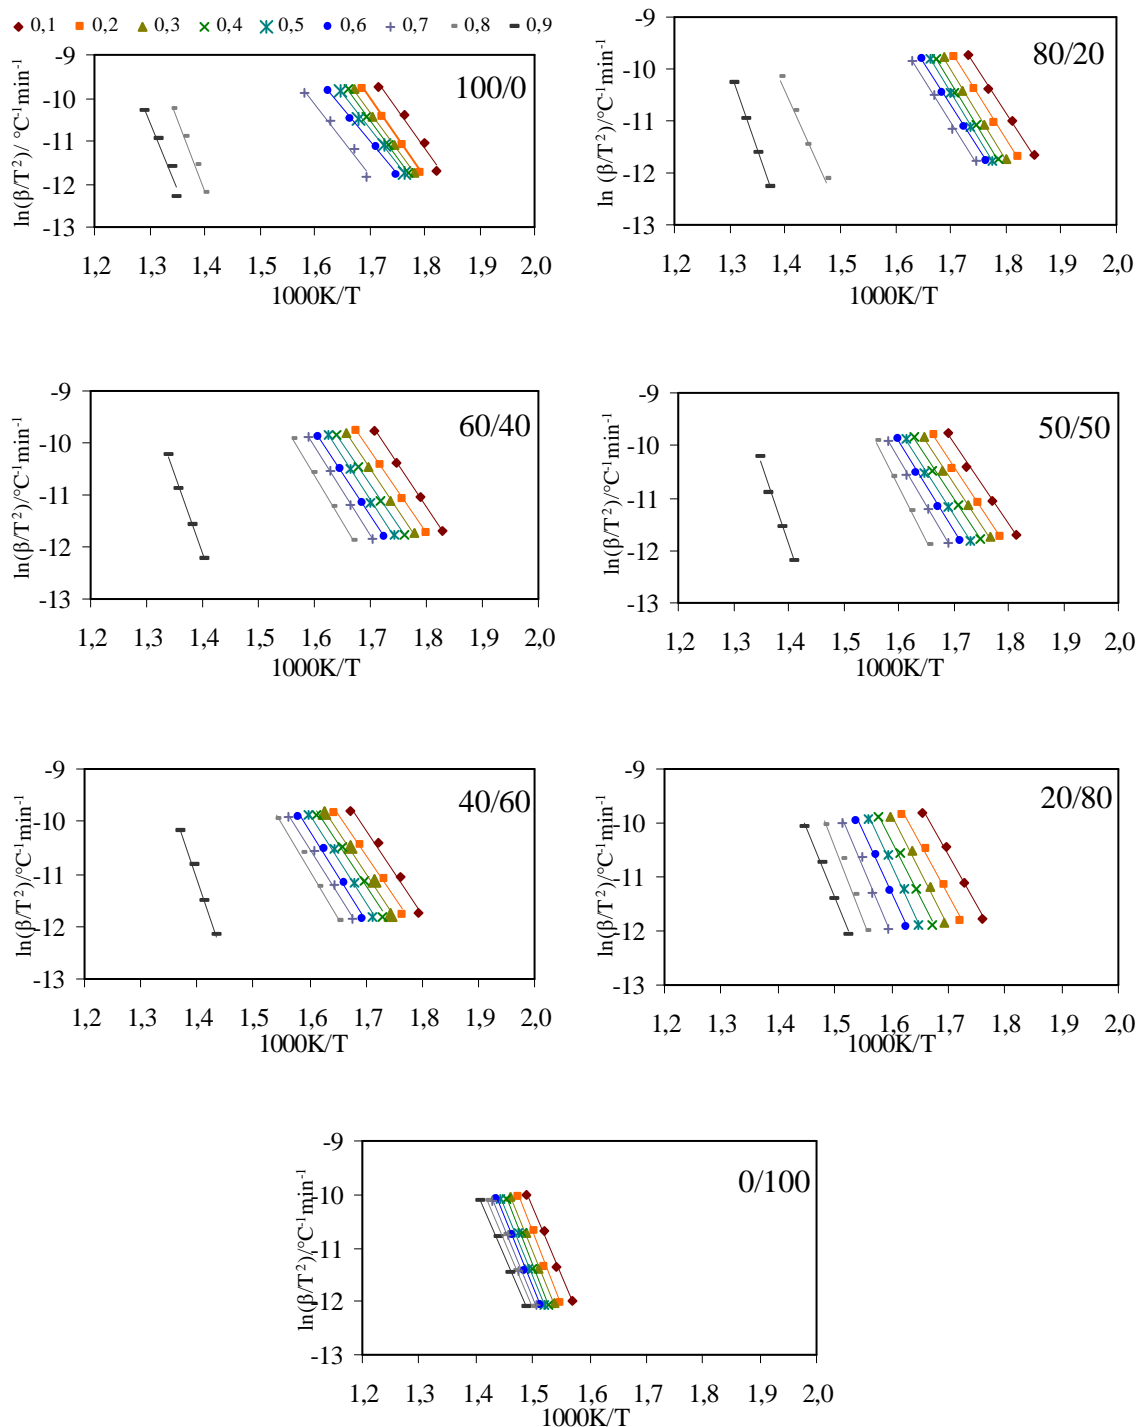 0,1 0,2 0,3 0,4 0,5 0,6 0,7 0,8 0,9
100/0
ln(β/T²)/ °C⁻¹min⁻¹
-9
-10
-11
-12
-13
1,2 1,3 1,4 1,5 1,6 1,7 1,8 1,9 2,0
1000K/T
80/20
ln (β/T²)/°C⁻¹min⁻¹
-9
-10
-11
-12
-13
1,2 1,3 1,4 1,5 1,6 1,7 1,8 1,9 2,0
1000K/T
60/40
ln(β/T²)/°C⁻¹min⁻¹
-9
-10
-11
-12
-13
1,2 1,3 1,4 1,5 1,6 1,7 1,8 1,9 2,0
1000K/T
50/50
ln(β/T²)/°C⁻¹min⁻¹
-9
-10
-11
-12
-13
1,2 1,3 1,4 1,5 1,6 1,7 1,8 1,9 2,0
1000K/T
40/60
ln(β/T²)/°C⁻¹min⁻¹
-9
-10
-11
-12
-13
1,2 1,3 1,4 1,5 1,6 1,7 1,8 1,9 2,0
1000K/T
20/80
ln(β/T²)/°C⁻¹min⁻¹
-9
-10
-11
-12
-13
1,2 1,3 1,4 1,5 1,6 1,7 1,8 1,9 2,0
1000K/T
0/100
ln(β/T²)/°C⁻¹min⁻¹
-9
-10
-11
-12
-13
1,2 1,3 1,4 1,5 1,6 1,7 1,8 1,9 2,0
1000K/T